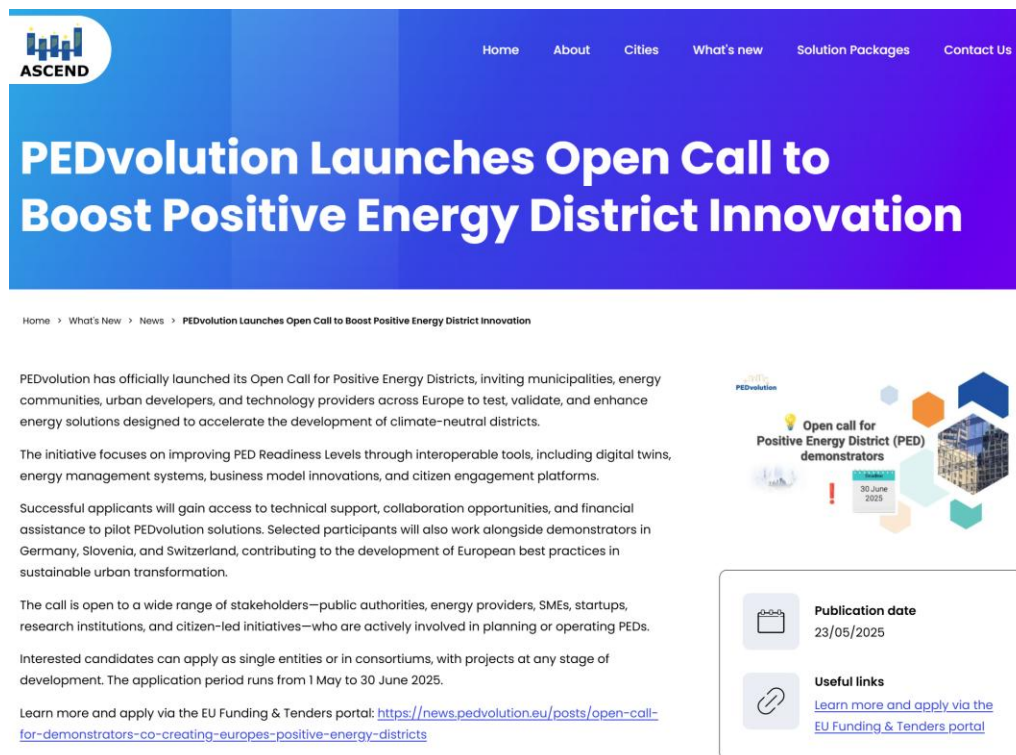 ASCEND
Home About Cities What's new Solution Packages Contact Us
PEDvolution Launches Open Call to
Boost Positive Energy District Innovation
Home > What's New > News > PEDvolution Launches Open Call to Boost Positive Energy District Innovation
PEDvolution has officially launched its Open Call for Positive Energy Districts, inviting municipalities, energy
communities, urban developers, and technology providers across Europe to test, validate, and enhance
energy solutions designed to accelerate the development of climate-neutral districts.
The initiative focuses on improving PED Readiness Levels through interoperable tools, including digital twins,
energy management systems, business model innovations, and citizen engagement platforms.
Successful applicants will gain access to technical support, collaboration opportunities, and financial
assistance to pilot PEDvolution solutions. Selected participants will also work alongside demonstrators in
Germany, Slovenia, and Switzerland, contributing to the development of European best practices in
sustainable urban transformation.
The call is open to a wide range of stakeholders—public authorities, energy providers, SMEs, startups,
research institutions, and citizen-led initiatives—who are actively involved in planning or operating PEDs.
Interested candidates can apply as single entities or in consortiums, with projects at any stage of
development. The application period runs from 1 May to 30 June 2025.
Learn more and apply via the EU Funding & Tenders portal: https://news.pedvolution.eu/posts/open-call-
for-demonstrators-co-creating-europes-positive-energy-districts
PEDvolution
Open call for
Positive Energy District (PED)
demonstrators
30 June
2025
Publication date
23/05/2025
Useful links
Learn more and apply via the
EU Funding & Tenders portal